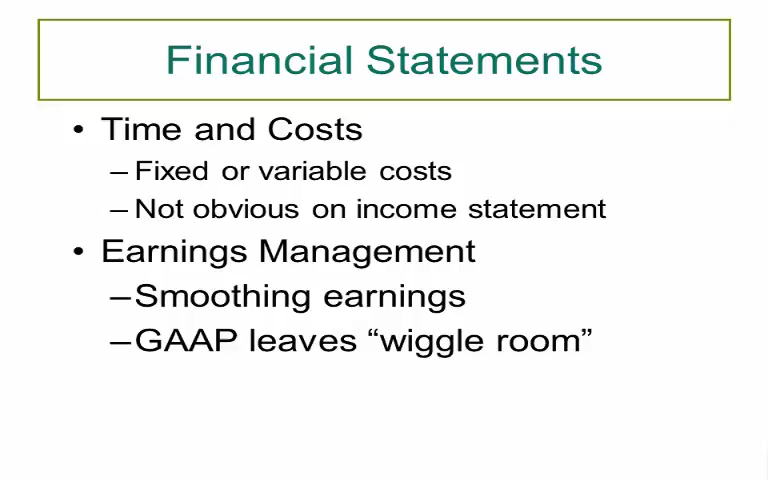 Financial Statements
• Time and Costs
– Fixed or variable costs
– Not obvious on income statement
• Earnings Management
–Smoothing earnings
–GAAP leaves “wiggle room”